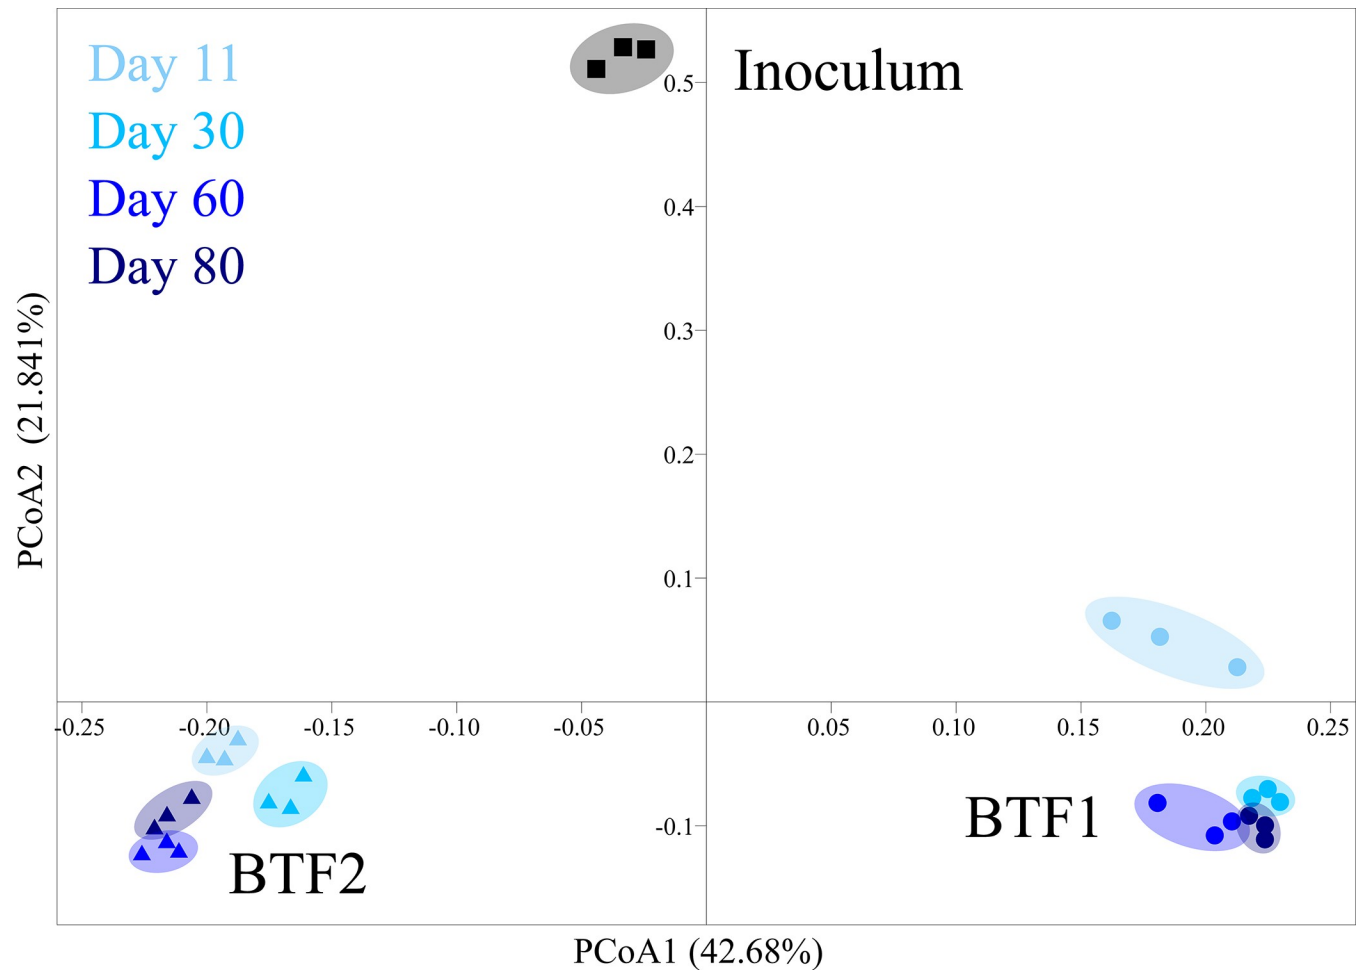 Day 11
Day 30
Day 60
Day 80
Inoculum
0.5
0.4
0.3
0.2
0.1
-0.1
-0.25
-0.20
-0.15
-0.10
-0.05
0.05
0.10
0.15
0.20
0.25
BTF1
BTF2
PCoA2 (21.841%)
PCoA1 (42.68%)